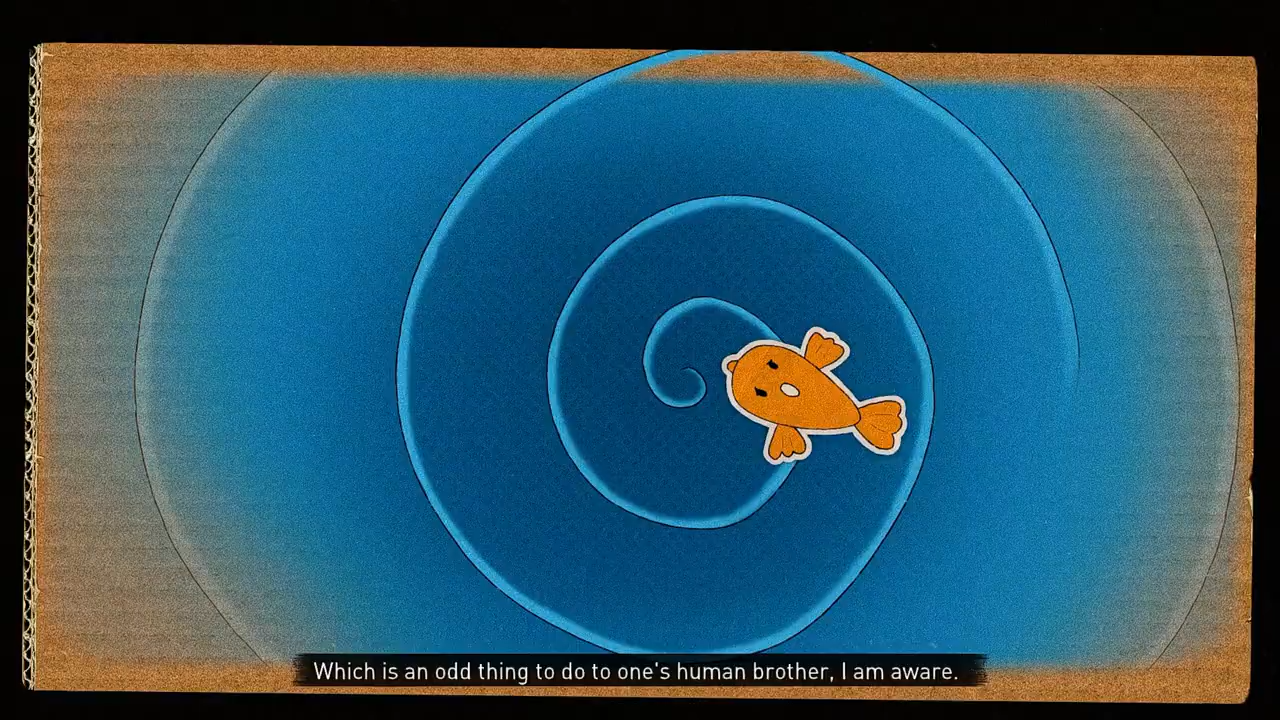 Which is an odd thing to do to one's human brother, I am aware.